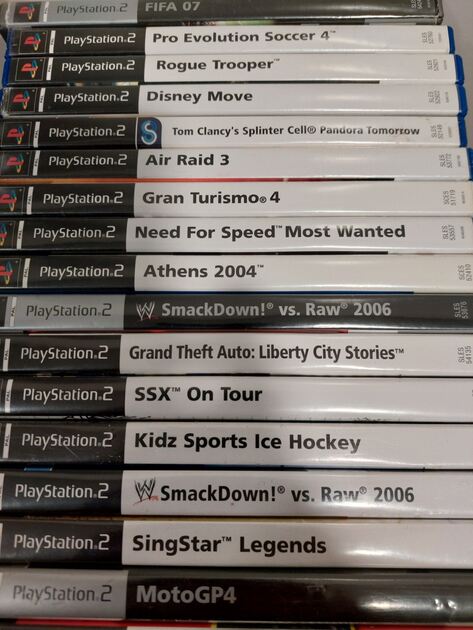 PlayStation 2 FIFA 07
PlayStation 2 Pro Evolution Soccer 4™
PlayStation 2 Rogue Trooper™
PlayStation 2 Disney Move
PlayStation 2 S Tom Clancy's Splinter Cell® Pandora Tomorrow
PlayStation 2 Air Raid 3
PlayStation 2 Gran Turismo® 4
PlayStation 2 Need For Speed™ Most Wanted
PlayStation 2 Athens 2004™
PlayStation 2 W SmackDown!® vs. Raw® 2006
PlayStation 2 Grand Theft Auto: Liberty City Stories™
PlayStation 2 SSX™ On Tour
PlayStation 2 Kidz Sports Ice Hockey
PlayStation 2 W SmackDown!® vs. Raw® 2006
PlayStation 2 SingStar™ Legends
PlayStation 2 MotoGP4